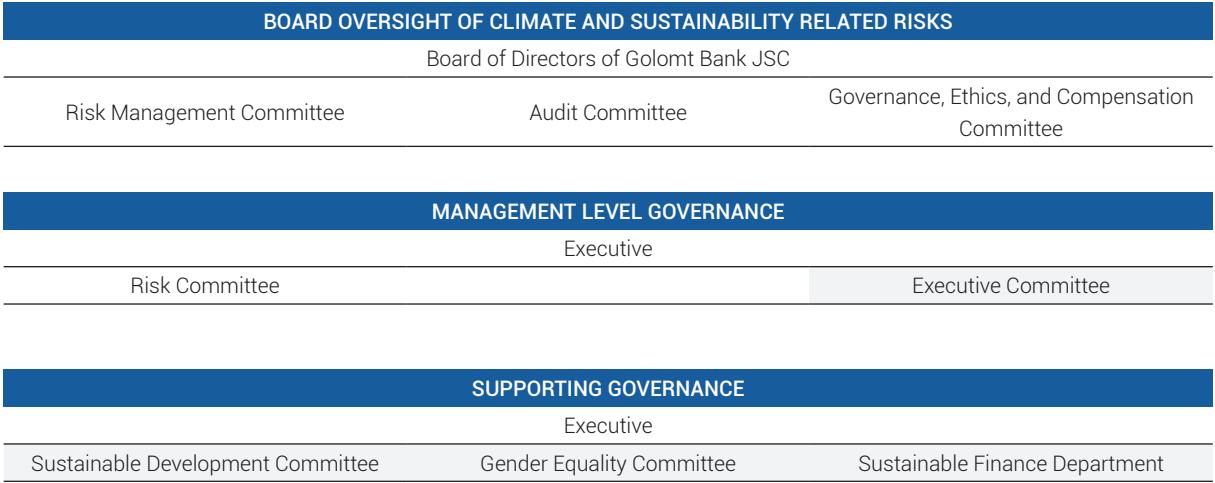 BOARD OVERSIGHT OF CLIMATE AND SUSTAINABILITY RELATED RISKS
Board of Directors of Golomt Bank JSC
Risk Management Committee
Audit Committee
Governance, Ethics, and Compensation
Committee
MANAGEMENT LEVEL GOVERNANCE
Executive
Risk Committee
Executive Committee
SUPPORTING GOVERNANCE
Executive
Sustainable Development Committee
Gender Equality Committee
Sustainable Finance Department